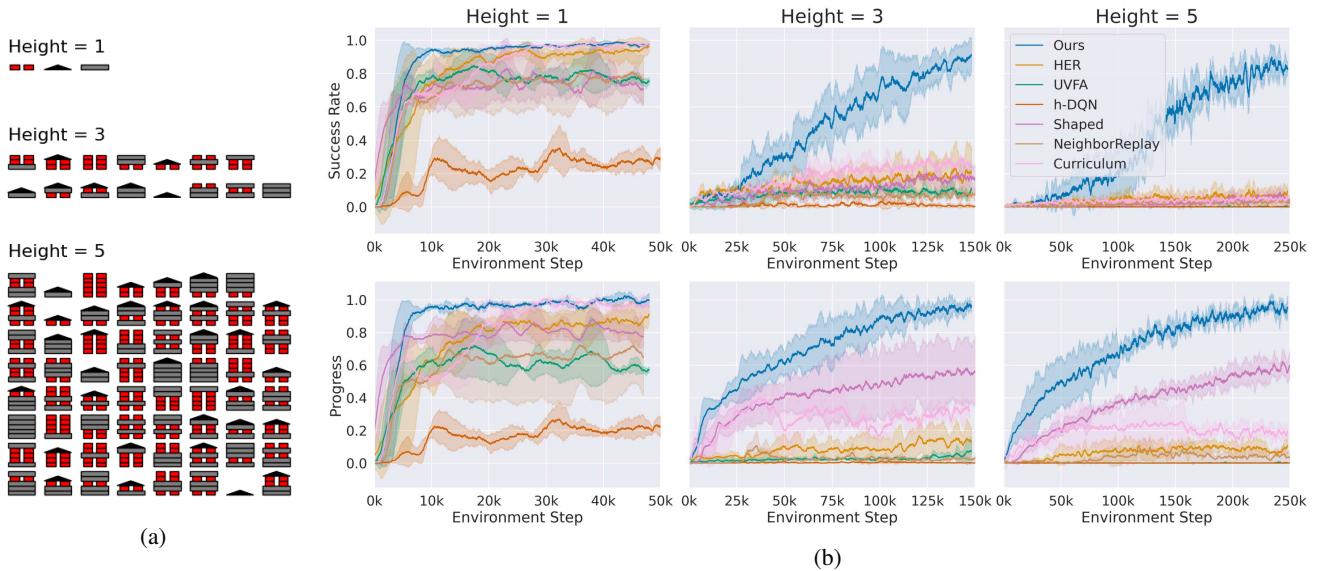 Height = 1
Height = 3
Height = 5
(a)
Height = 1
Height = 3
Height = 5
Success Rate
1.0
0.8
0.6
0.4
0.2
0.0
0k 10k 20k 30k 40k 50k
Environment Step
0k 25k 50k 75k 100k 125k 150k
Environment Step
Ours
HER
UVFA
h-DQN
Shaped
NeighborReplay
Curriculum
0k 50k 100k 150k 200k 250k
Environment Step
Progress
1.0
0.8
0.6
0.4
0.2
0.0
0k 10k 20k 30k 40k 50k
Environment Step
0k 25k 50k 75k 100k 125k 150k
Environment Step
0k 50k 100k 150k 200k 250k
Environment Step
(b)